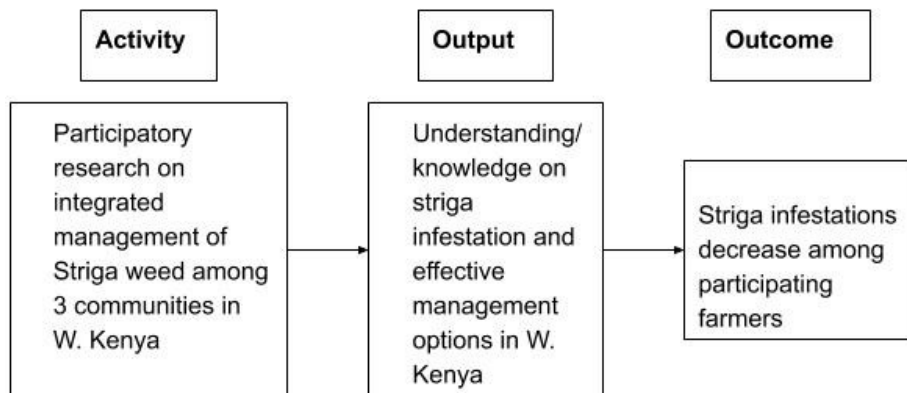 Activity
Output
Outcome
Participatory
research on
integrated
management of
Striga weed among
3 communities in
W. Kenya
Understanding/
knowledge on
striga
infestation and
effective
management
options in W.
Kenya
Striga infestations
decrease among
participating
farmers